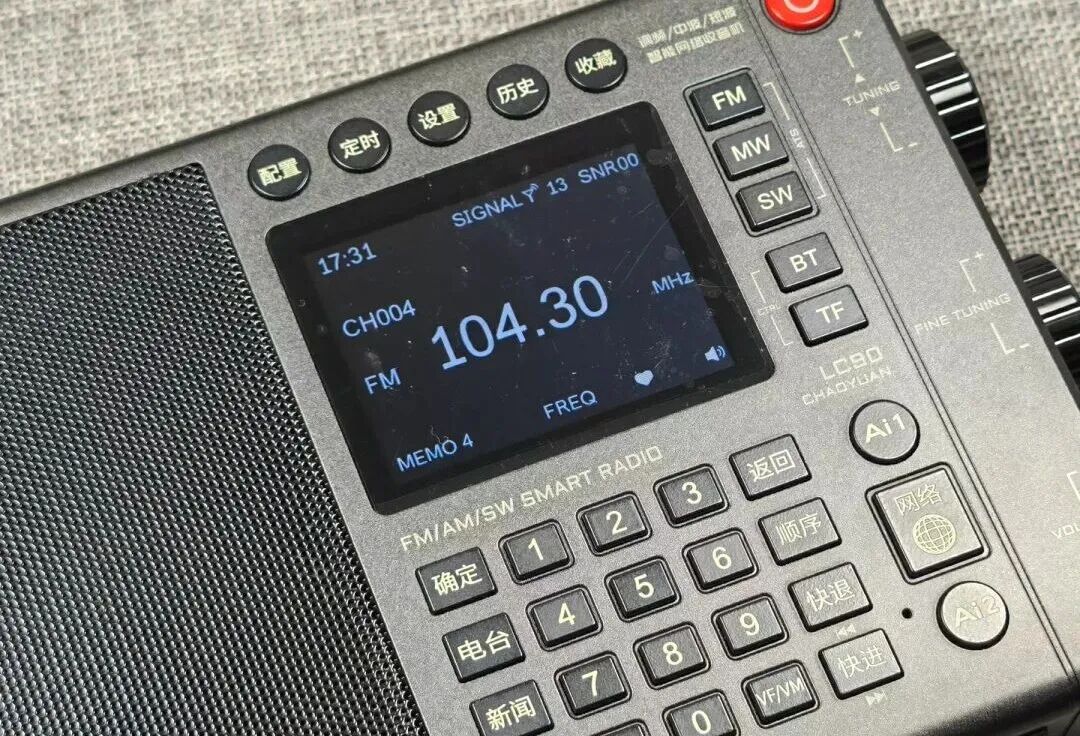 配置 定时 设置 历史 收藏
调频/中波/短波
智能网络收音机
FM
MW
SW
BT
TF
TUNING
FINE TUNING
SIGNAL 13 SNR00
17:31
CH004
104.30 MHz
FM
FREQ
MEMO 4
LC90
CHAOYUAN
FM/AM/SW SMART RADIO
确定 1 2 3 返回
电台 4 5 6 顺序
新闻 7 8 9 快退
0 VF/VM 快进
Ai1
网络
Ai2